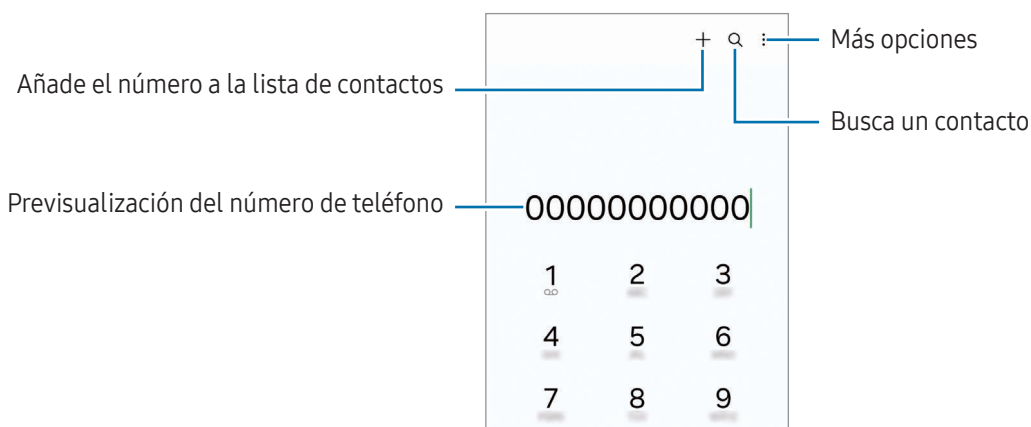 Más opciones
Añade el número a la lista de contactos
Busca un contacto
Previsualización del número de teléfono
00000000000
1 2 3
4 5 6
7 8 9